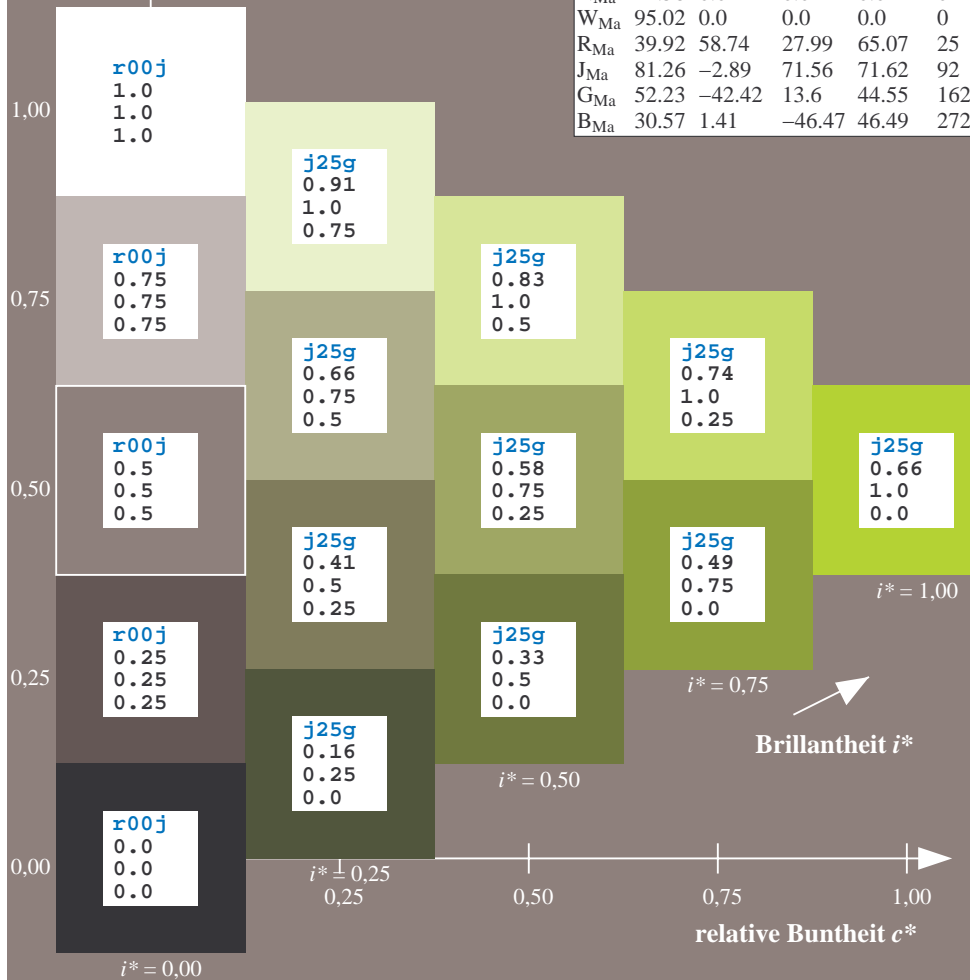 W_Ma 95.02 0.0 0.0 0.0 0
R_Ma 39.92 58.74 27.99 65.07 25
J_Ma 81.26 −2.89 71.56 71.62 92
G_Ma 52.23 −42.42 13.6 44.55 162
B_Ma 30.57 1.41 −46.47 46.49 272
1,00
r00j
1.0
1.0
1.0
j25g
0.91
1.0
0.75
0,75
r00j
0.75
0.75
0.75
j25g
0.83
1.0
0.5
j25g
0.66
0.75
0.5
j25g
0.74
1.0
0.25
0,50
r00j
0.5
0.5
0.5
j25g
0.58
0.75
0.25
j25g
0.66
1.0
0.0
i* = 1,00
j25g
0.41
0.5
0.25
j25g
0.49
0.75
0.0
i* = 0,75
0,25
r00j
0.25
0.25
0.25
j25g
0.33
0.5
0.0
i* = 0,50
Brillantheit i*
j25g
0.16
0.25
0.0
i* = 0,25
0,00
r00j
0.0
0.0
0.0
i* = 0,00
0,25 0,50 0,75 1,00
relative Buntheit c*